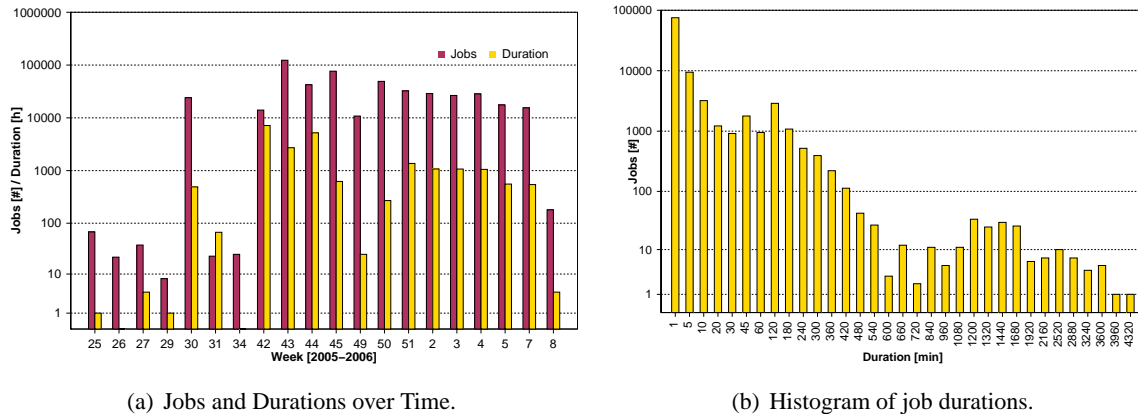 1000000
100000
10000
1000
100
10
1
Jobs [#] / Duration [h]
Jobs Duration
25 26 27 29 30 31 34 42 43 44 45 49 50 51 2 3 4 5 7 8
Week [2005–2006]
(a) Jobs and Durations over Time.
100000
10000
1000
100
10
1
Jobs [#]
1 5 10 20 30 45 60 120 180 240 300 360 420 480 540 600 660 720 840 960 1080 1200 1320 1440 1680 1920 2160 2520 2880 3240 3600 3960 4320
Duration [min]
(b) Histogram of job durations.